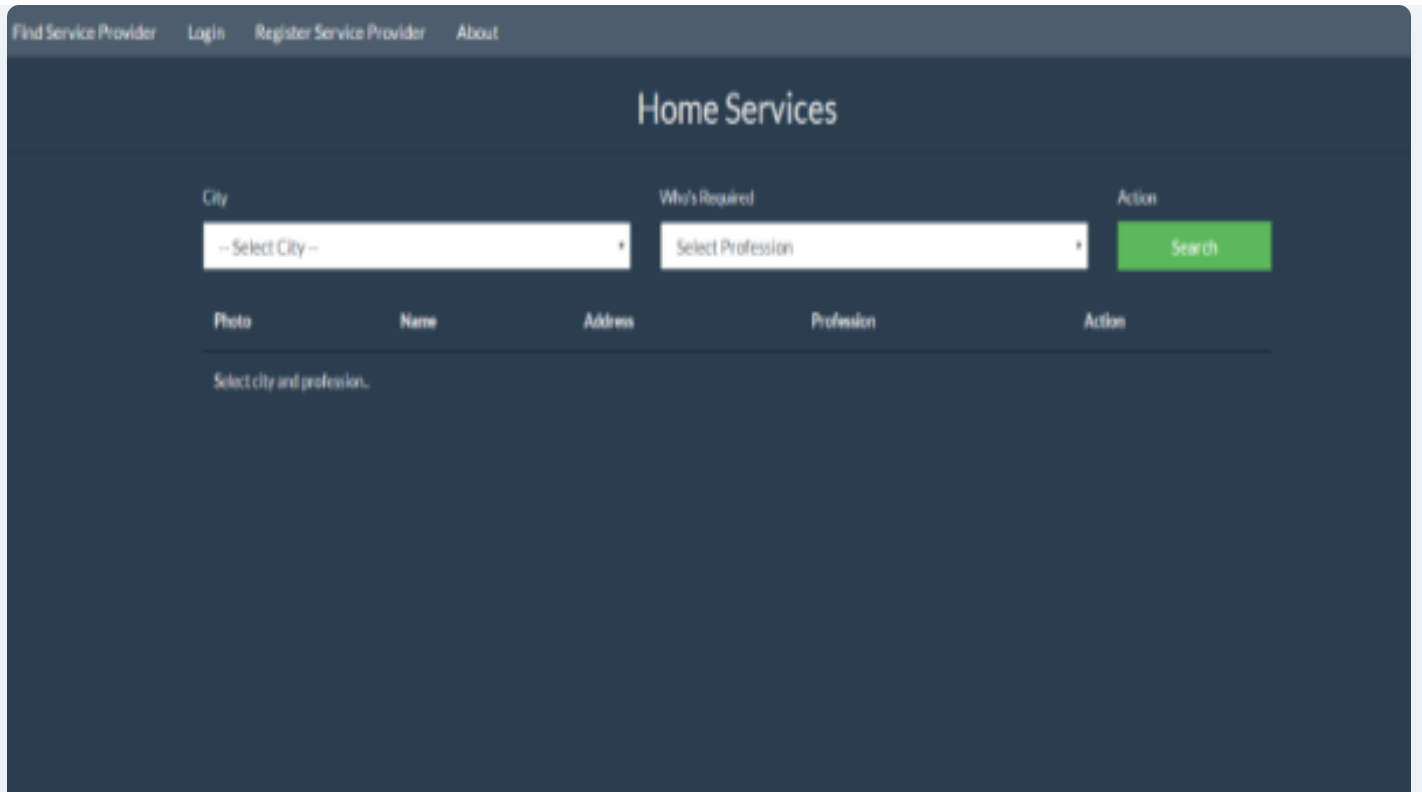 Find Service Provider Login Register Service Provider About
Home Services
City Who's Required Action
-- Select City -- Select Profession Search
Photo Name Address Profession Action
Select city and profession..